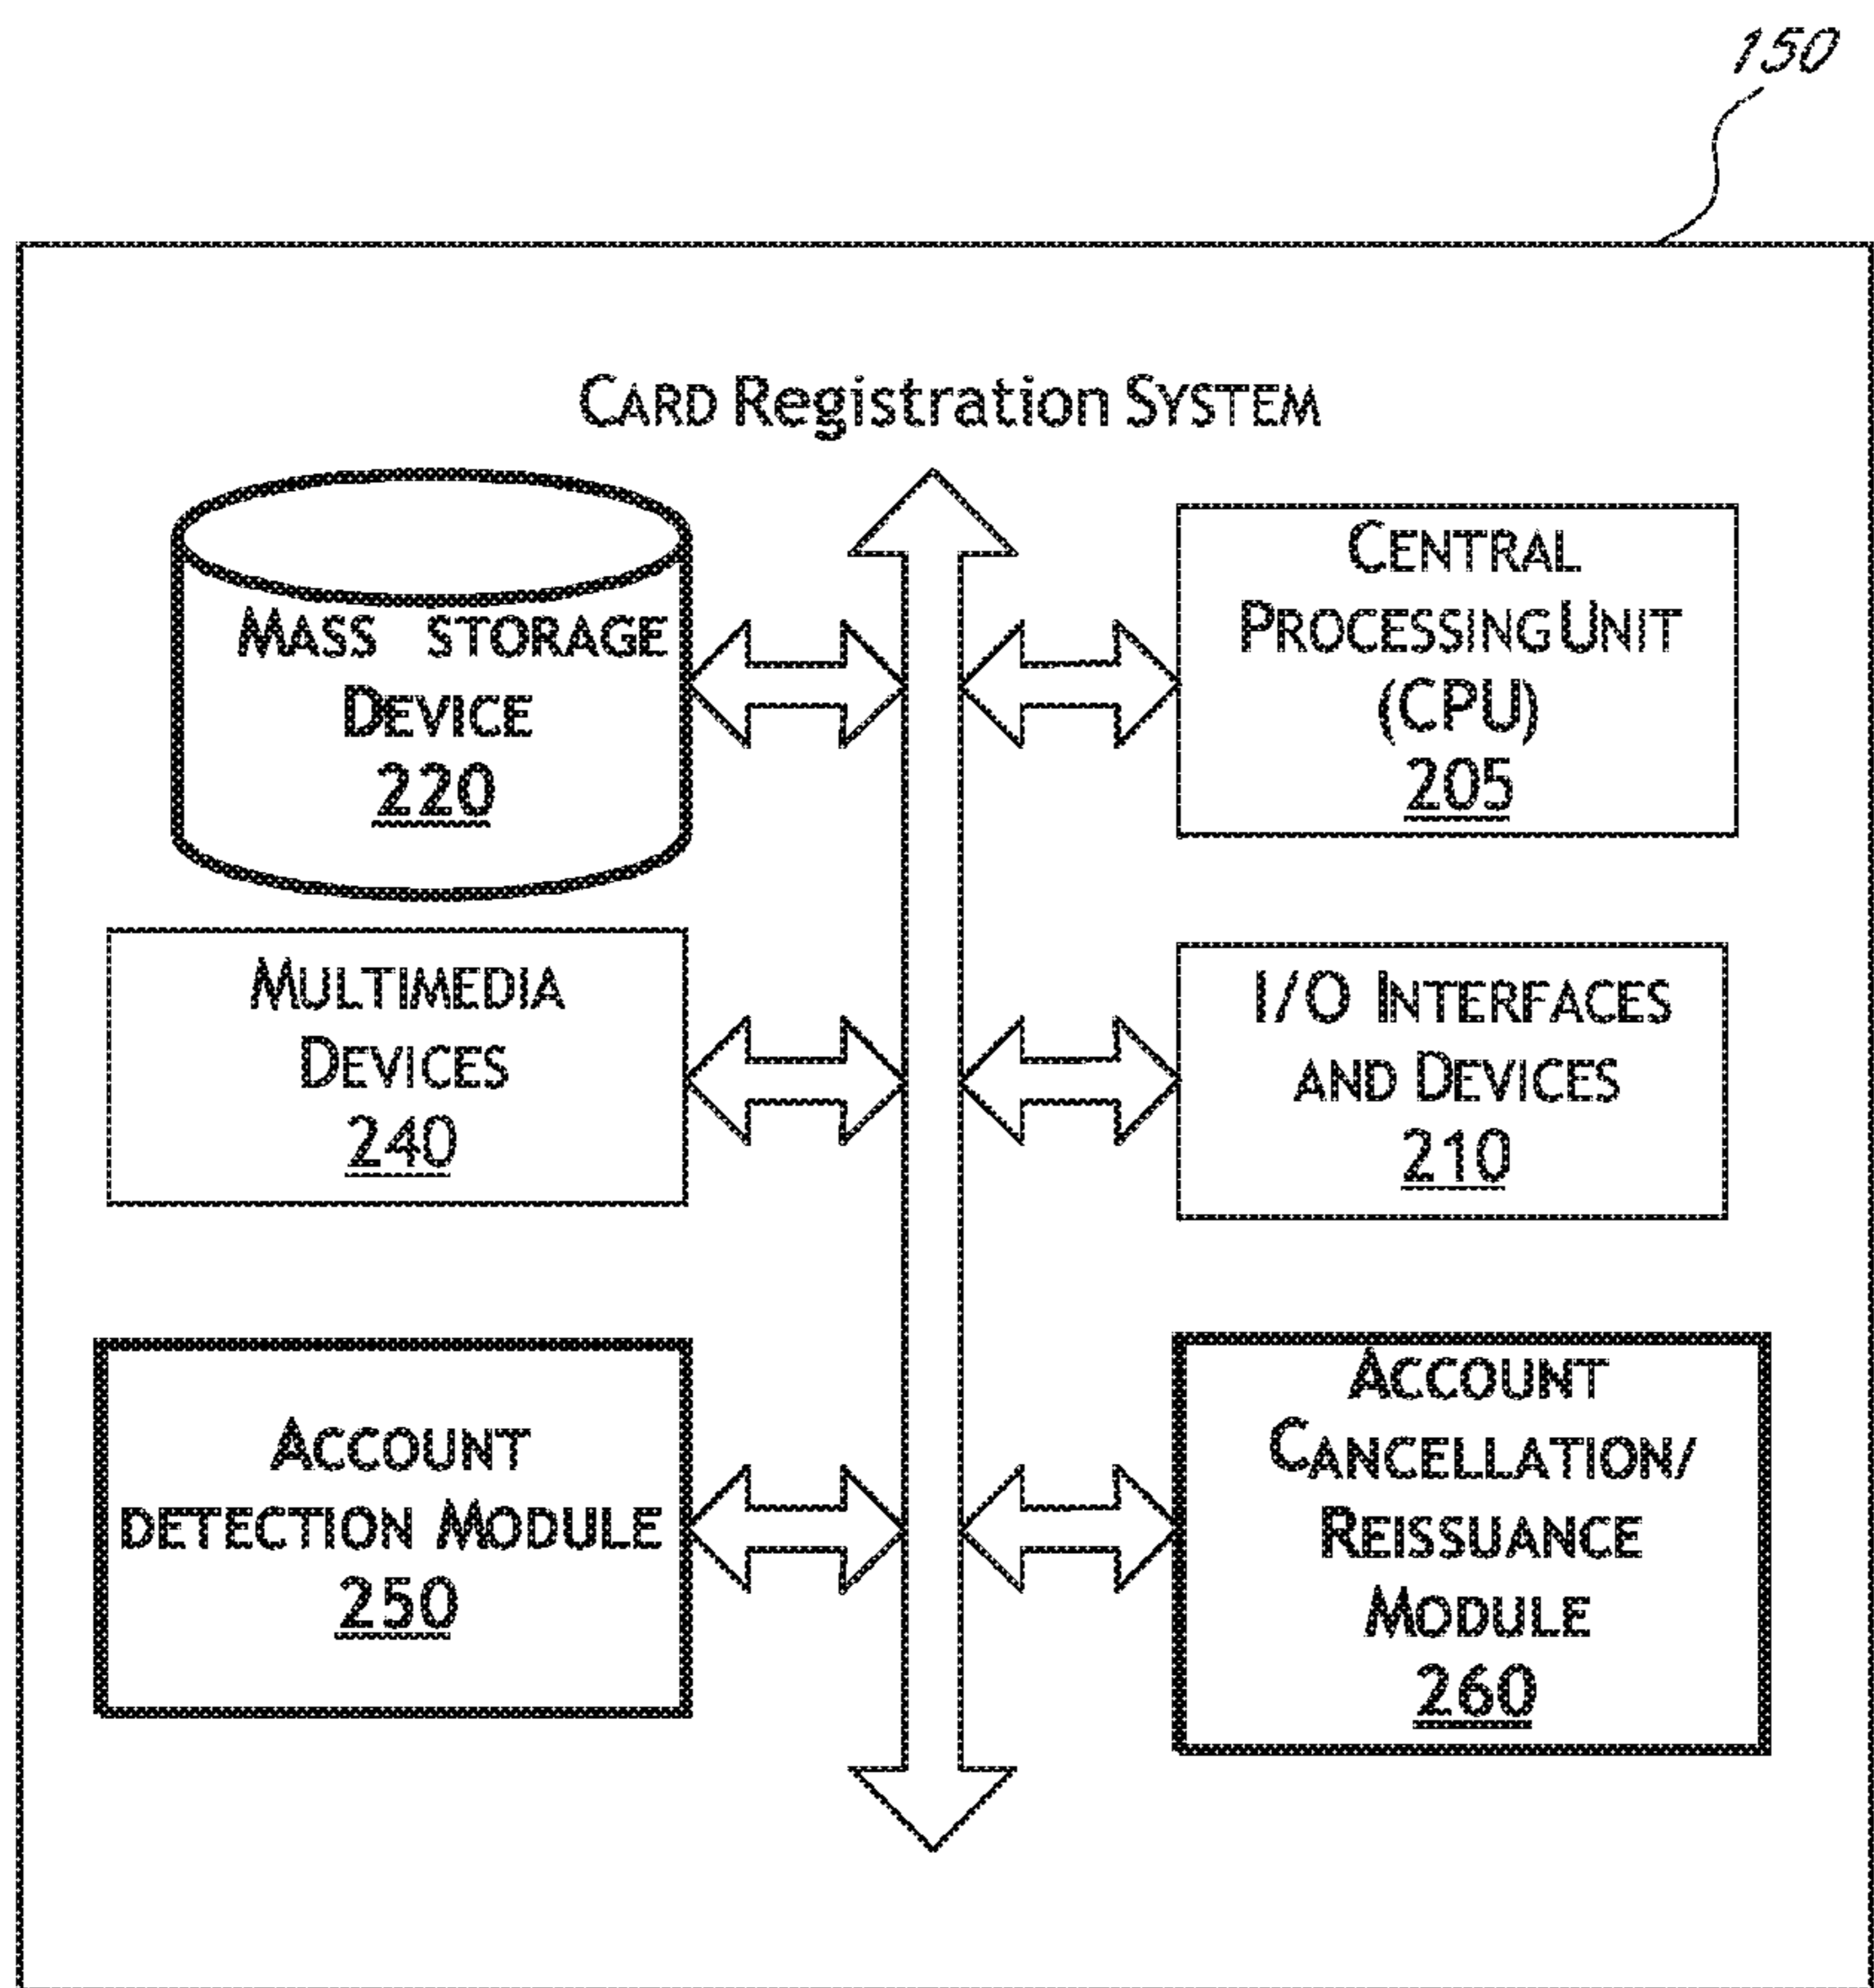 150
CARD Registration SYSTEM
MASS STORAGE
DEVICE
220
CENTRAL
PROCESSING UNIT
(CPU)
205
MULTIMEDIA
DEVICES
240
I/O INTERFACES
AND DEVICES
210
ACCOUNT
DETECTION MODULE
250
ACCOUNT
CANCELLATION/
REISSUANCE
MODULE
260